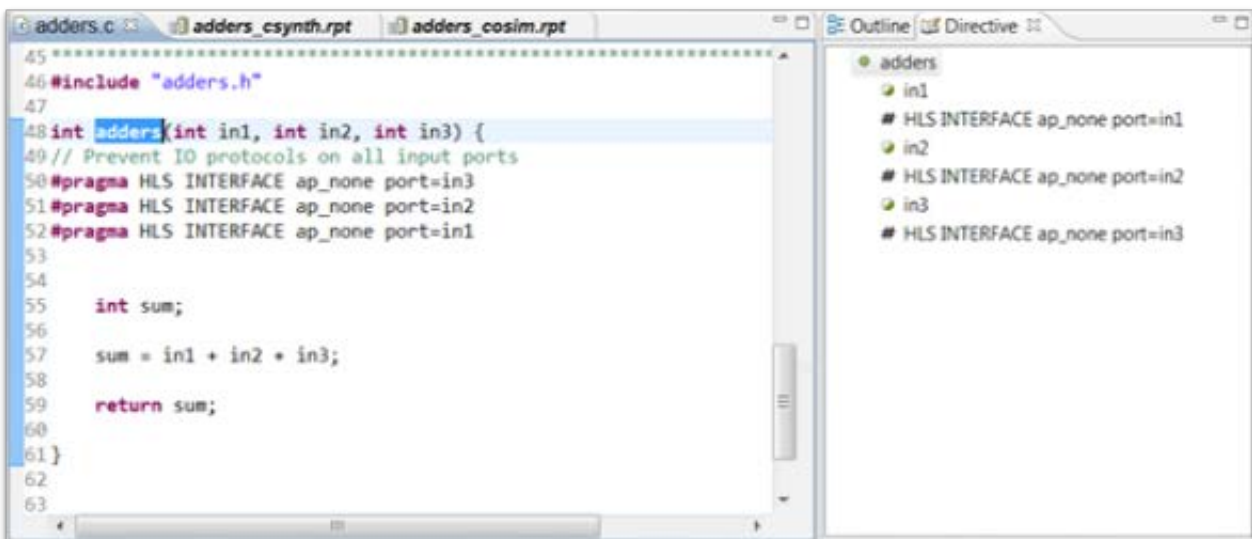 adders.c adders_csynth.rpt adders_cosim.rpt
45 **************************************************************************
46 #include "adders.h"
47
48 int adders(int in1, int in2, int in3) {
49 // Prevent IO protocols on all input ports
50 #pragma HLS INTERFACE ap_none port=in3
51 #pragma HLS INTERFACE ap_none port=in2
52 #pragma HLS INTERFACE ap_none port=in1
53
54
55 int sum;
56
57 sum = in1 + in2 + in3;
58
59 return sum;
60
61 }
62
63
Outline Directive
adders
in1
# HLS INTERFACE ap_none port=in1
in2
# HLS INTERFACE ap_none port=in2
in3
# HLS INTERFACE ap_none port=in3